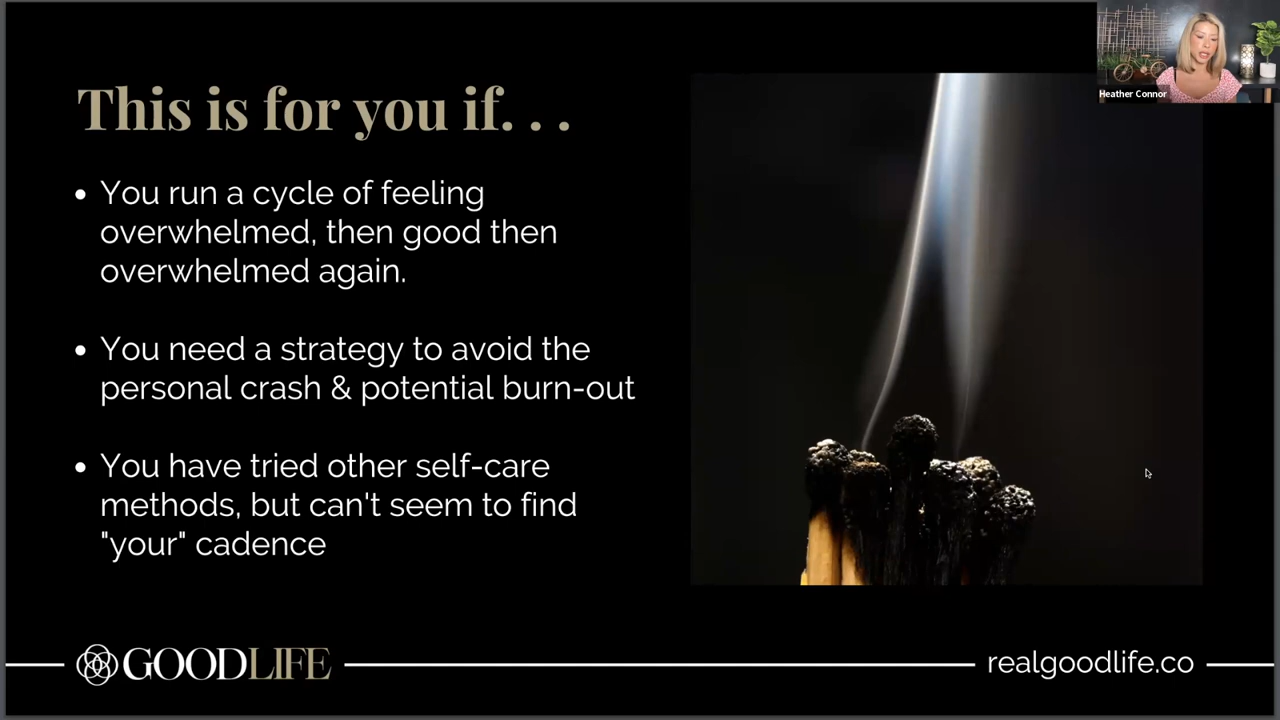 Heather Connor
This is for you if. . .
• You run a cycle of feeling
overwhelmed, then good then
overwhelmed again.
• You need a strategy to avoid the
personal crash & potential burn-out
• You have tried other self-care
methods, but can't seem to find
"your" cadence
GOODLIFE
realgoodlife.co